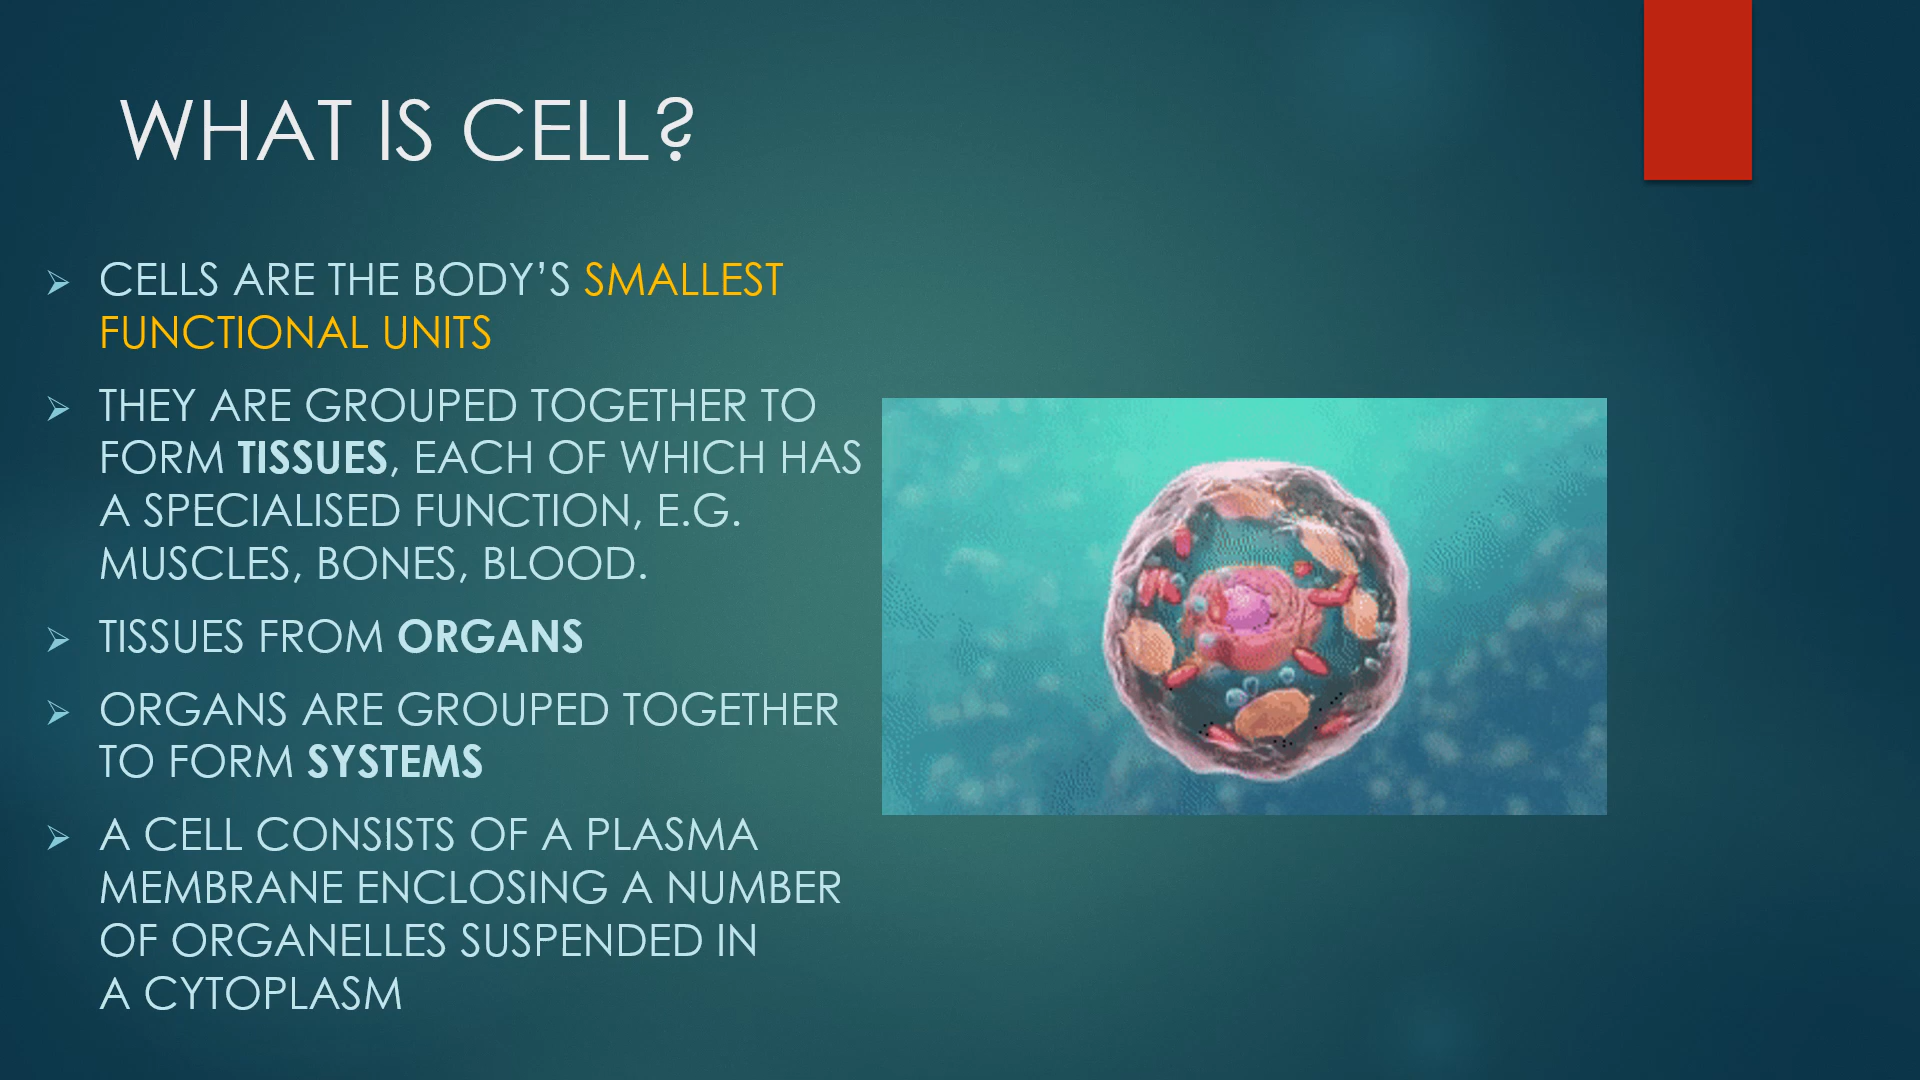 WHAT IS CELL?
CELLS ARE THE BODY’S SMALLEST
FUNCTIONAL UNITS
THEY ARE GROUPED TOGETHER TO
FORM TISSUES, EACH OF WHICH HAS
A SPECIALISED FUNCTION, E.G.
MUSCLES, BONES, BLOOD.
TISSUES FROM ORGANS
ORGANS ARE GROUPED TOGETHER
TO FORM SYSTEMS
A CELL CONSISTS OF A PLASMA
MEMBRANE ENCLOSING A NUMBER
OF ORGANELLES SUSPENDED IN
A CYTOPLASM